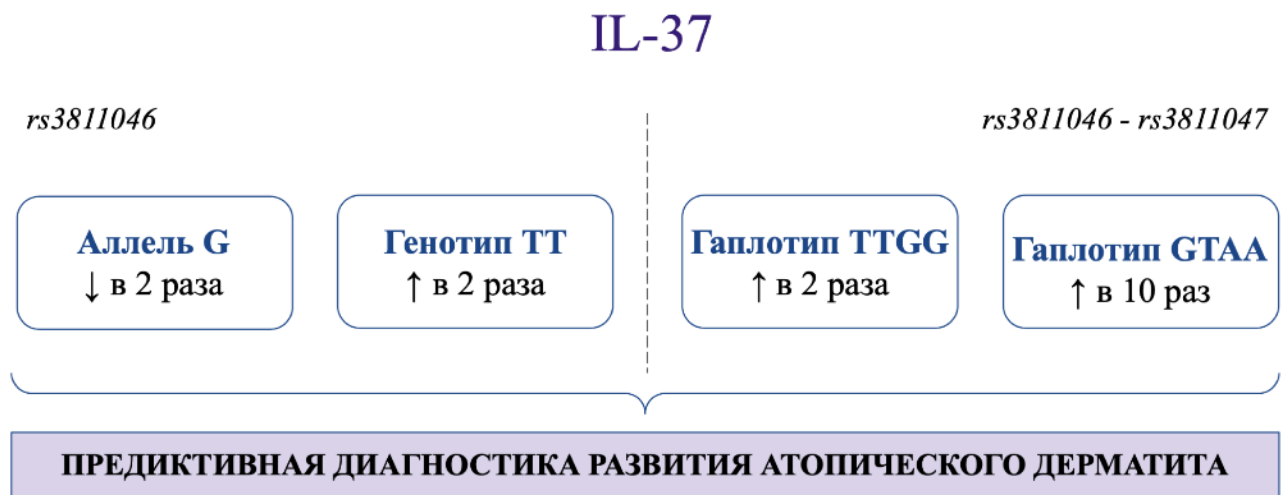 IL-37
rs3811046
rs3811046 - rs3811047
Аллель G
↓ в 2 раза
Генотип TT
↑ в 2 раза
Гаплотип TTGG
↑ в 2 раза
Гаплотип GTAA
↑ в 10 раз
ПРЕДИКТИВНАЯ ДИАГНОСТИКА РАЗВИТИЯ АТОПИЧЕСКОГО ДЕРМАТИТА